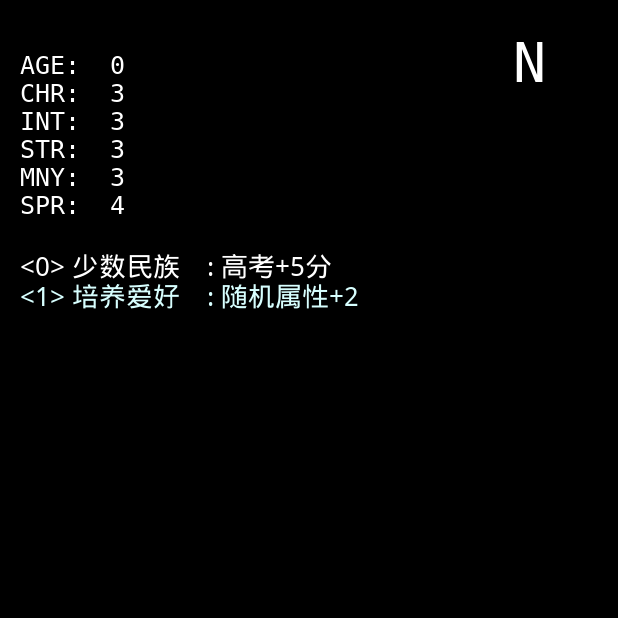 N
AGE: 0
CHR: 3
INT: 3
STR: 3
MNY: 3
SPR: 4
<0> 少数民族 :高考+5分
<1> 培养爱好 :随机属性+2